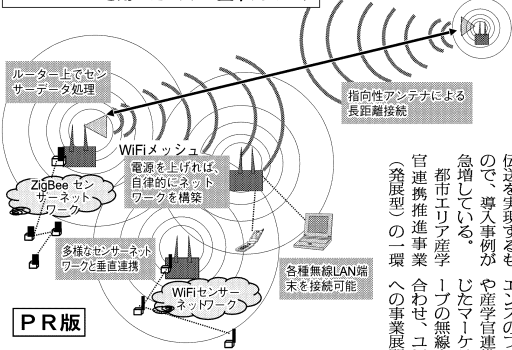 ルーター上でセン
サーデータ処理
指向性アンテナによる
長距離接続
WiFiメッシュ
電源を上げれば、
自律的にネット
ワークを構築
ZigBee セン
サーネット
ワーク
多様なセンサーネット
ワークと垂直連携
WiFiセンサー
ネットワーク
各種無線LAN端
末を接続可能
PR版
伝送を実現するも
ので、導入事例が
急増している。
都市エリア産学
官連携推進事業
（発展型）の一環
や産学官連
じたマーケ
ーブの無線
合わせ、ユ
への事業展